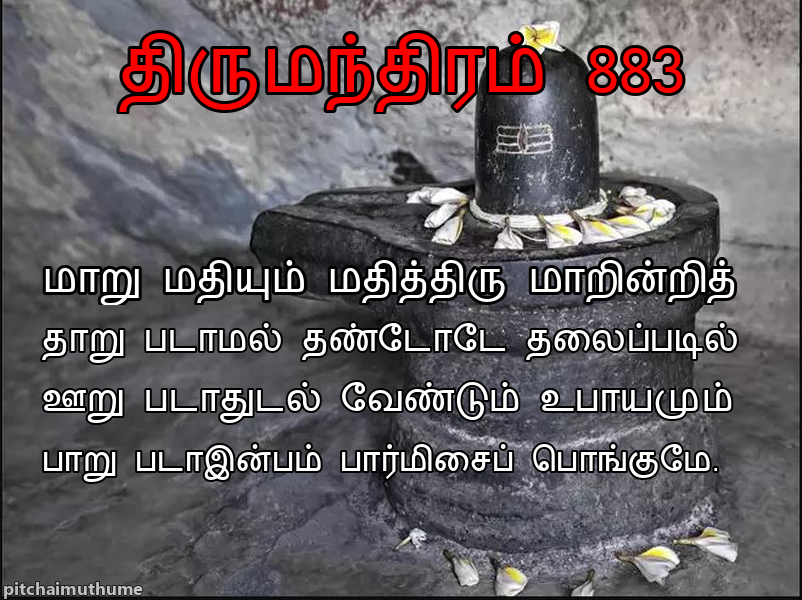 திருமந்திரம் 883
மாறு மதியும் மதித்திரு மாறின்றித்
தாறு படாமல் தண்டோடே தலைப்படில்
ஊறு படாதுடல் வேண்டும் உபாயமும்
பாறு படாஇன்பம் பார்மிசைப் பொங்குமே.
pitchaimuthume